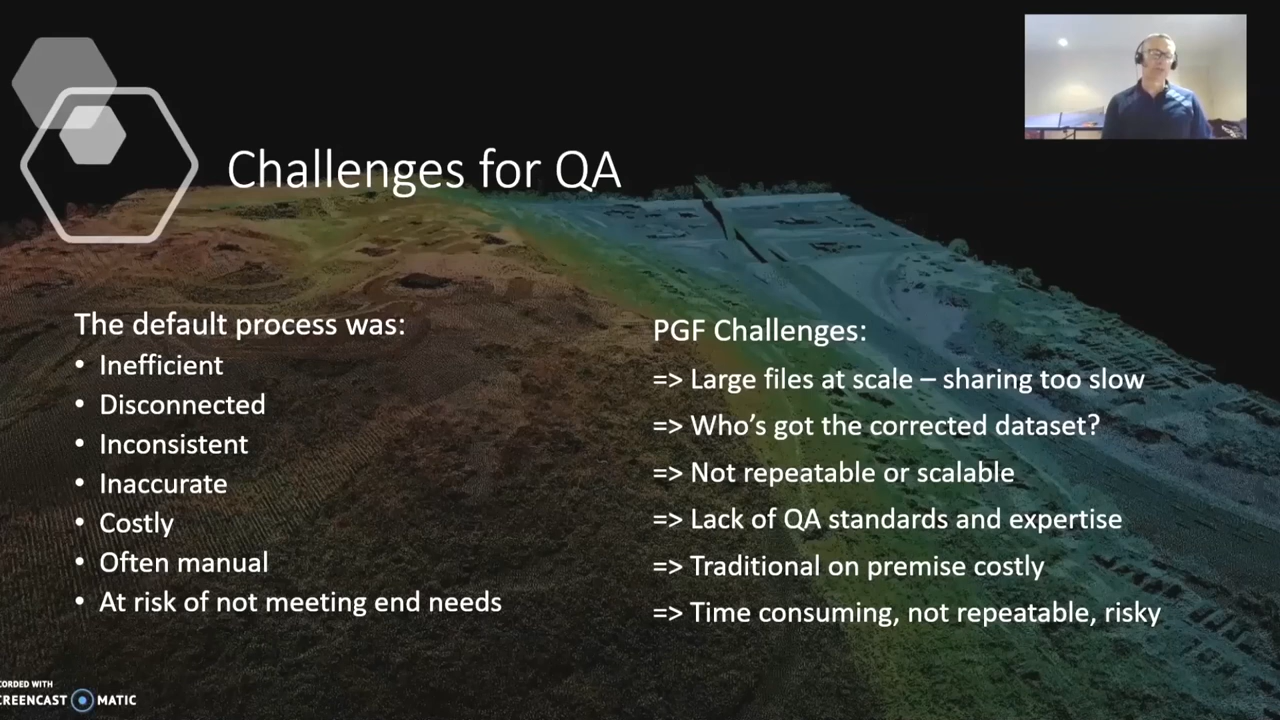 Challenges for QA
The default process was:
• Inefficient
• Disconnected
• Inconsistent
• Inaccurate
• Costly
• Often manual
• At risk of not meeting end needs
PGF Challenges:
=> Large files at scale – sharing too slow
=> Who's got the corrected dataset?
=> Not repeatable or scalable
=> Lack of QA standards and expertise
=> Traditional on premise costly
=> Time consuming, not repeatable, risky
CORDED WITH
CREENCAST MATIC